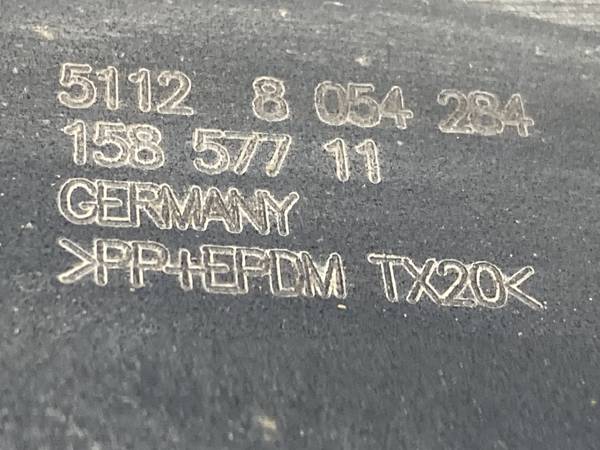 5112 8 054 284
158 577 11
GERMANY
>PP+EPDM TX20<